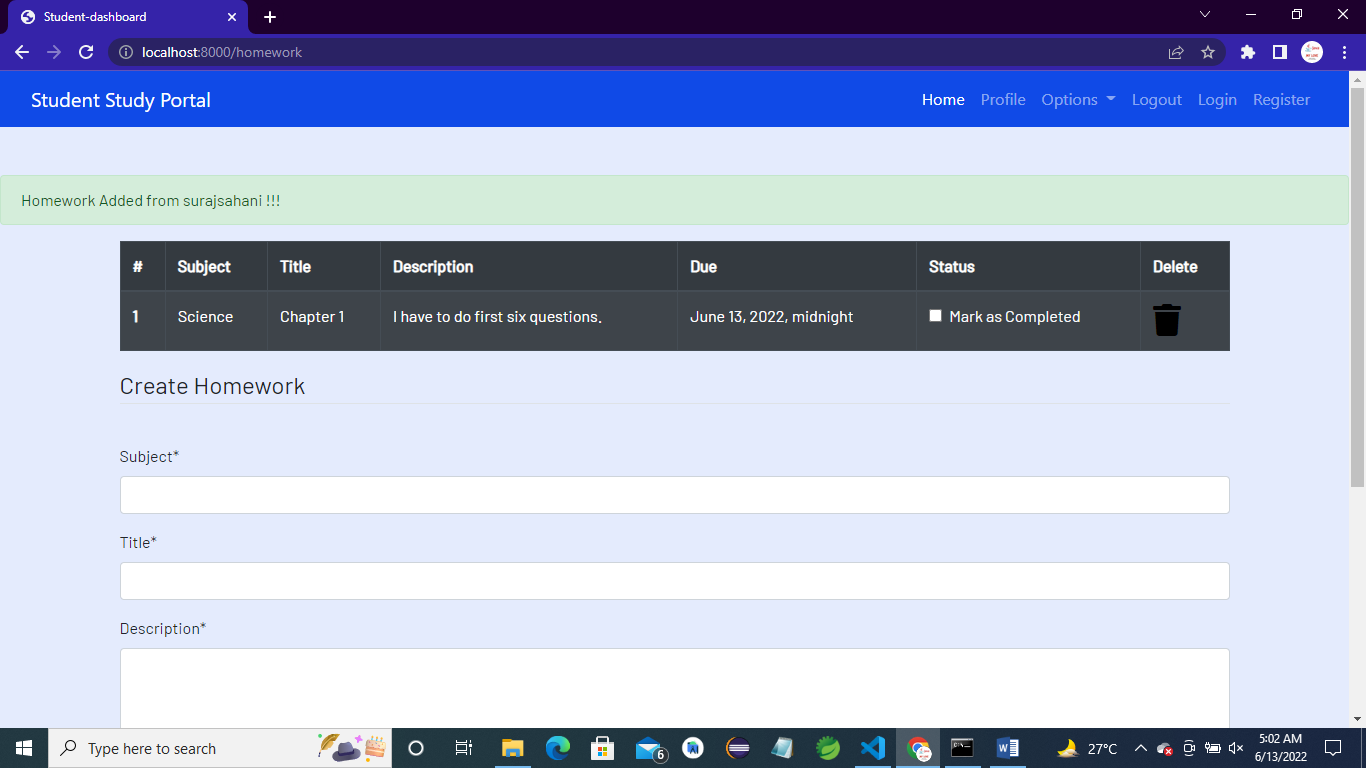 Student-dashboard
localhost:8000/homework
Student Study Portal
Home Profile Options Logout Login Register
Homework Added from surajsahani !!!
# Subject Title Description Due Status Delete
1 Science Chapter 1 I have to do first six questions. June 13, 2022, midnight Mark as Completed
Create Homework
Subject*
Title*
Description*
Type here to search
6
27°C
5:02 AM
6/13/2022